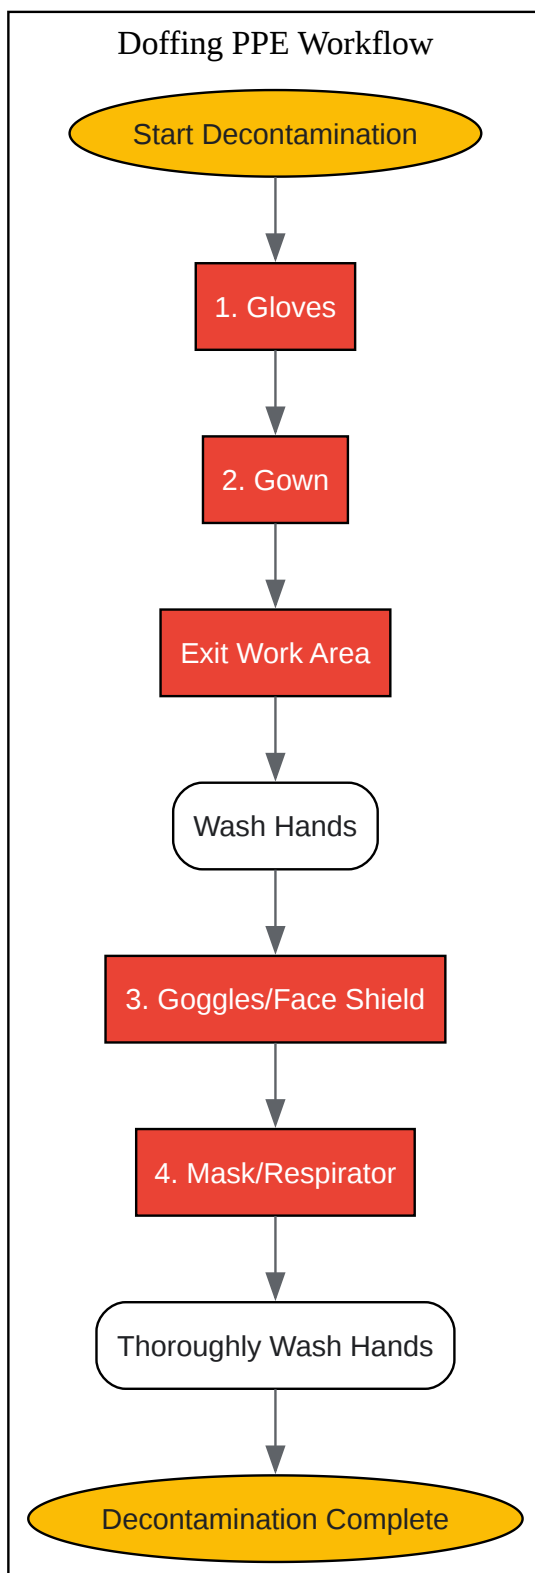 Doffing PPE Workflow
Start Decontamination
1. Gloves
2. Gown
Exit Work Area
Wash Hands
3. Goggles/Face Shield
4. Mask/Respirator
Thoroughly Wash Hands
Decontamination Complete